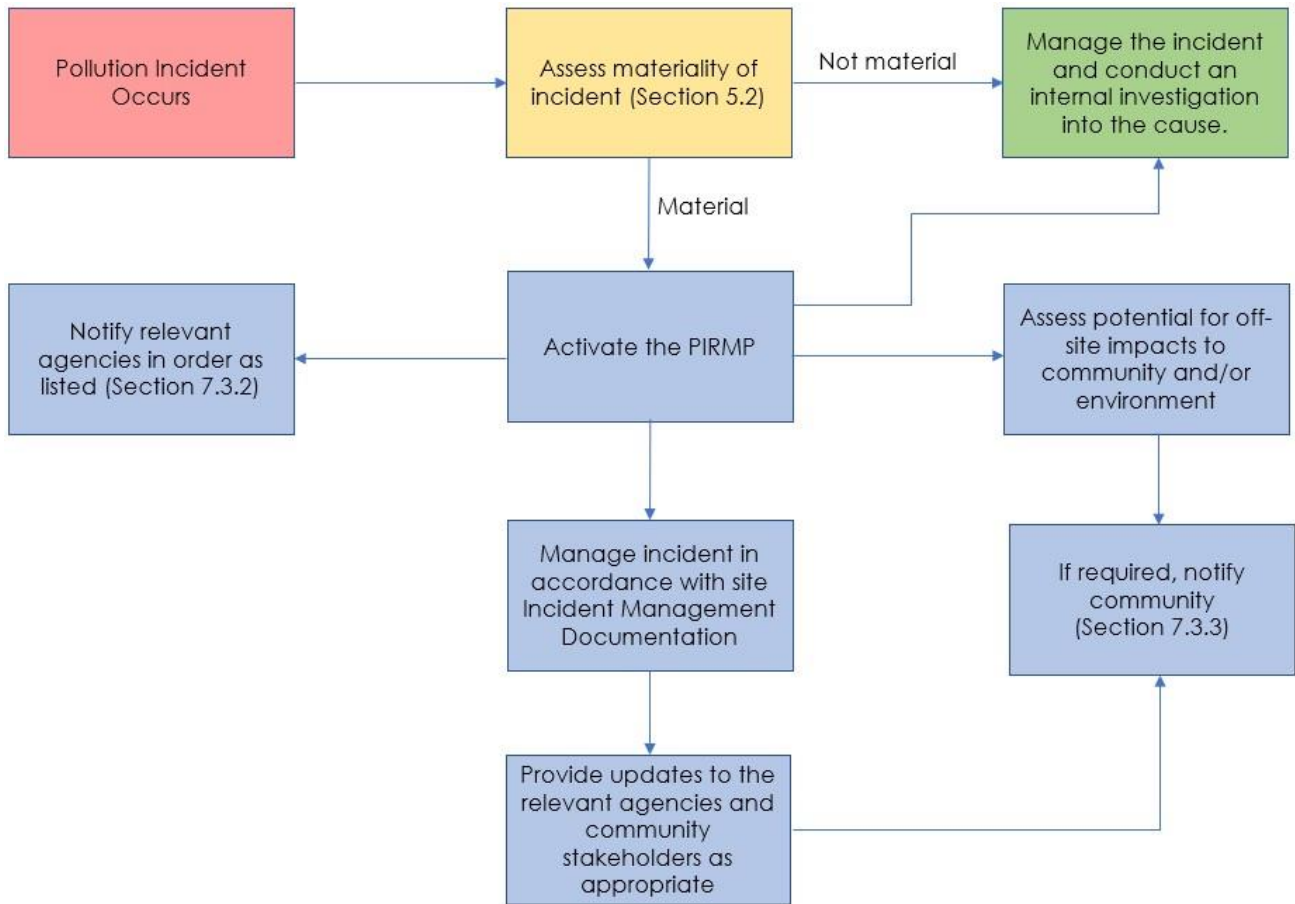 Pollution Incident
Occurs
Assess materiality of
incident (Section 5.2)
Not material
Manage the incident
and conduct an
internal investigation
into the cause.
Material
Notify relevant
agencies in order as
listed (Section 7.3.2)
Activate the PIRMP
Assess potential for off-
site impacts to
community and/or
environment
Manage incident in
accordance with site
Incident Management
Documentation
If required, notify
community
(Section 7.3.3)
Provide updates to the
relevant agencies and
community
stakeholders as
appropriate